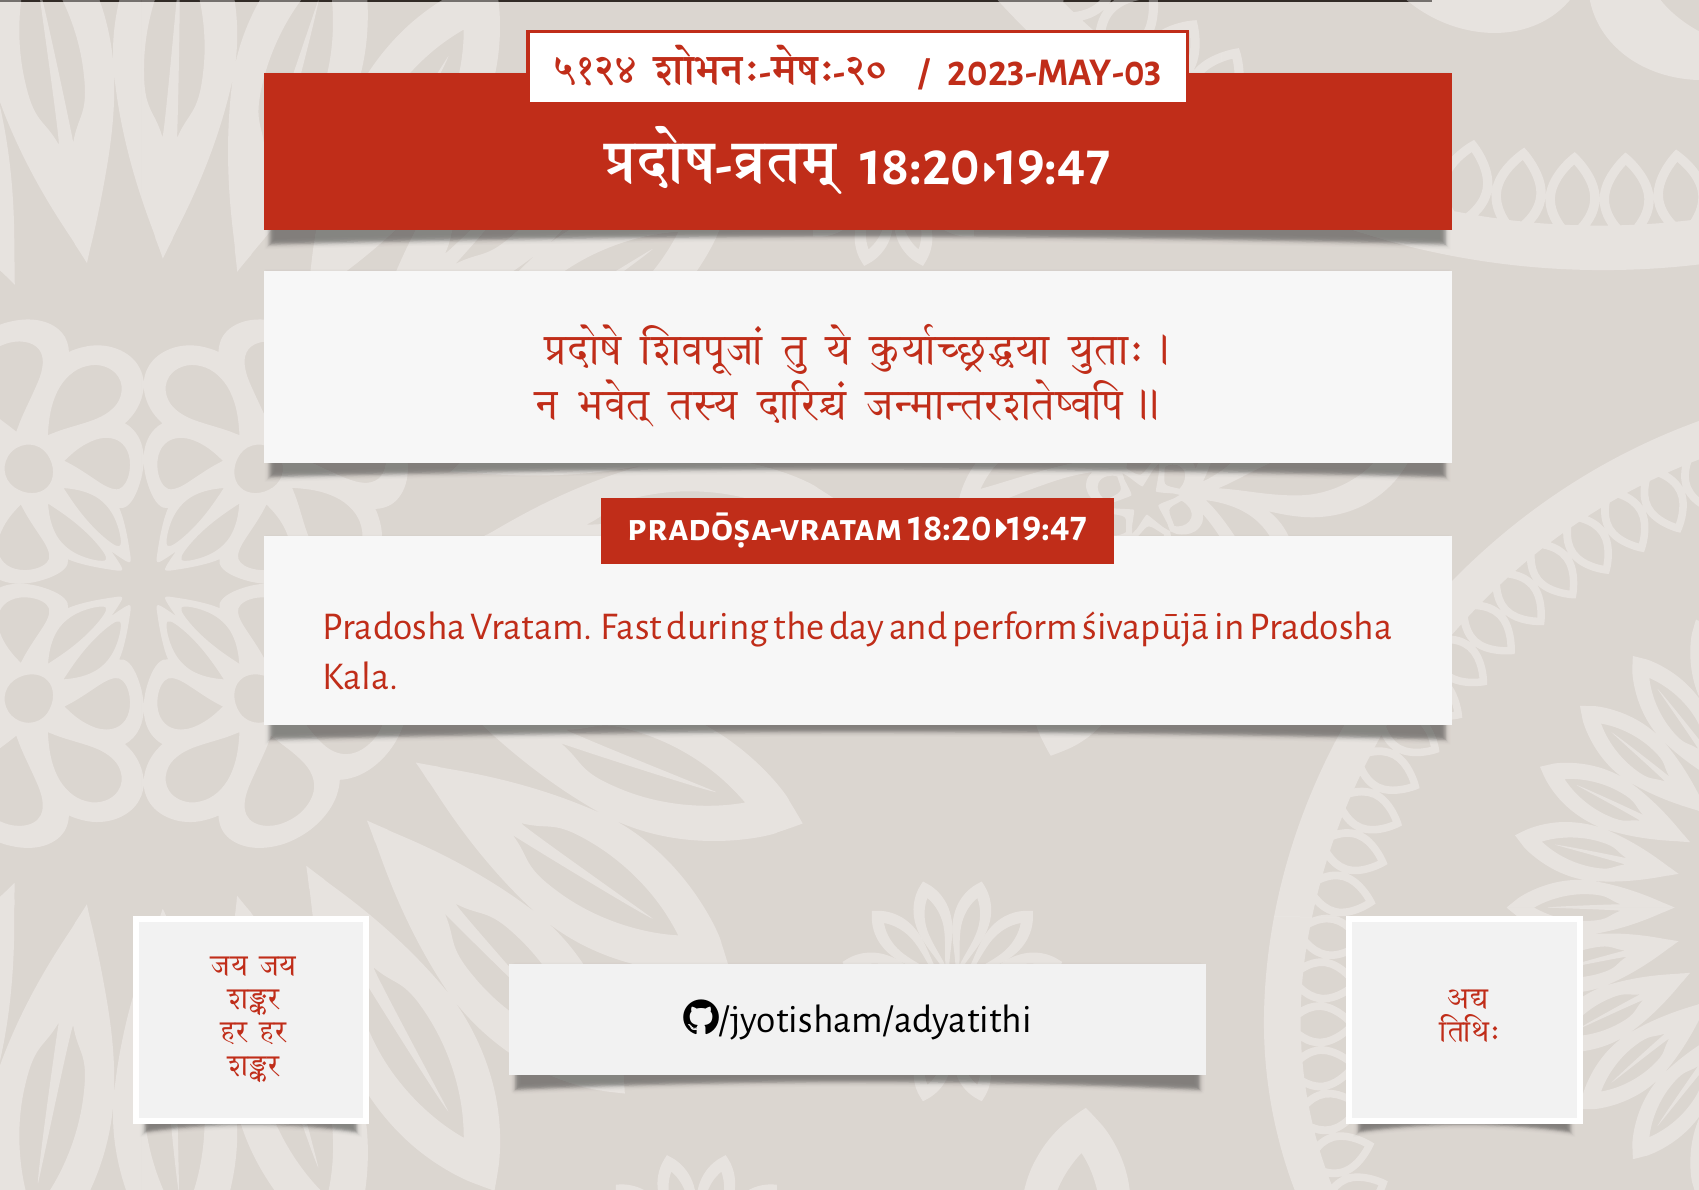 ५१२४ शोभनः-मेषः-२० / 2023-MAY-03
प्रदोष-व्रतम् 18:20▸19:47
प्रदोषे शिवपूजां तु ये कुर्याच्छ्रद्धया युताः।
न भवेत् तस्य दारिद्र्यं जन्मान्तरशतेष्वपि॥
PRADŌṢA-VRATAM 18:20▸19:47
Pradosha Vratam. Fast during the day and perform śivapūjā in Pradosha
Kala.
जय जय
शङ्कर
हर हर
शङ्कर
/jyotisham/adyatithi
अद्य
तिथिः